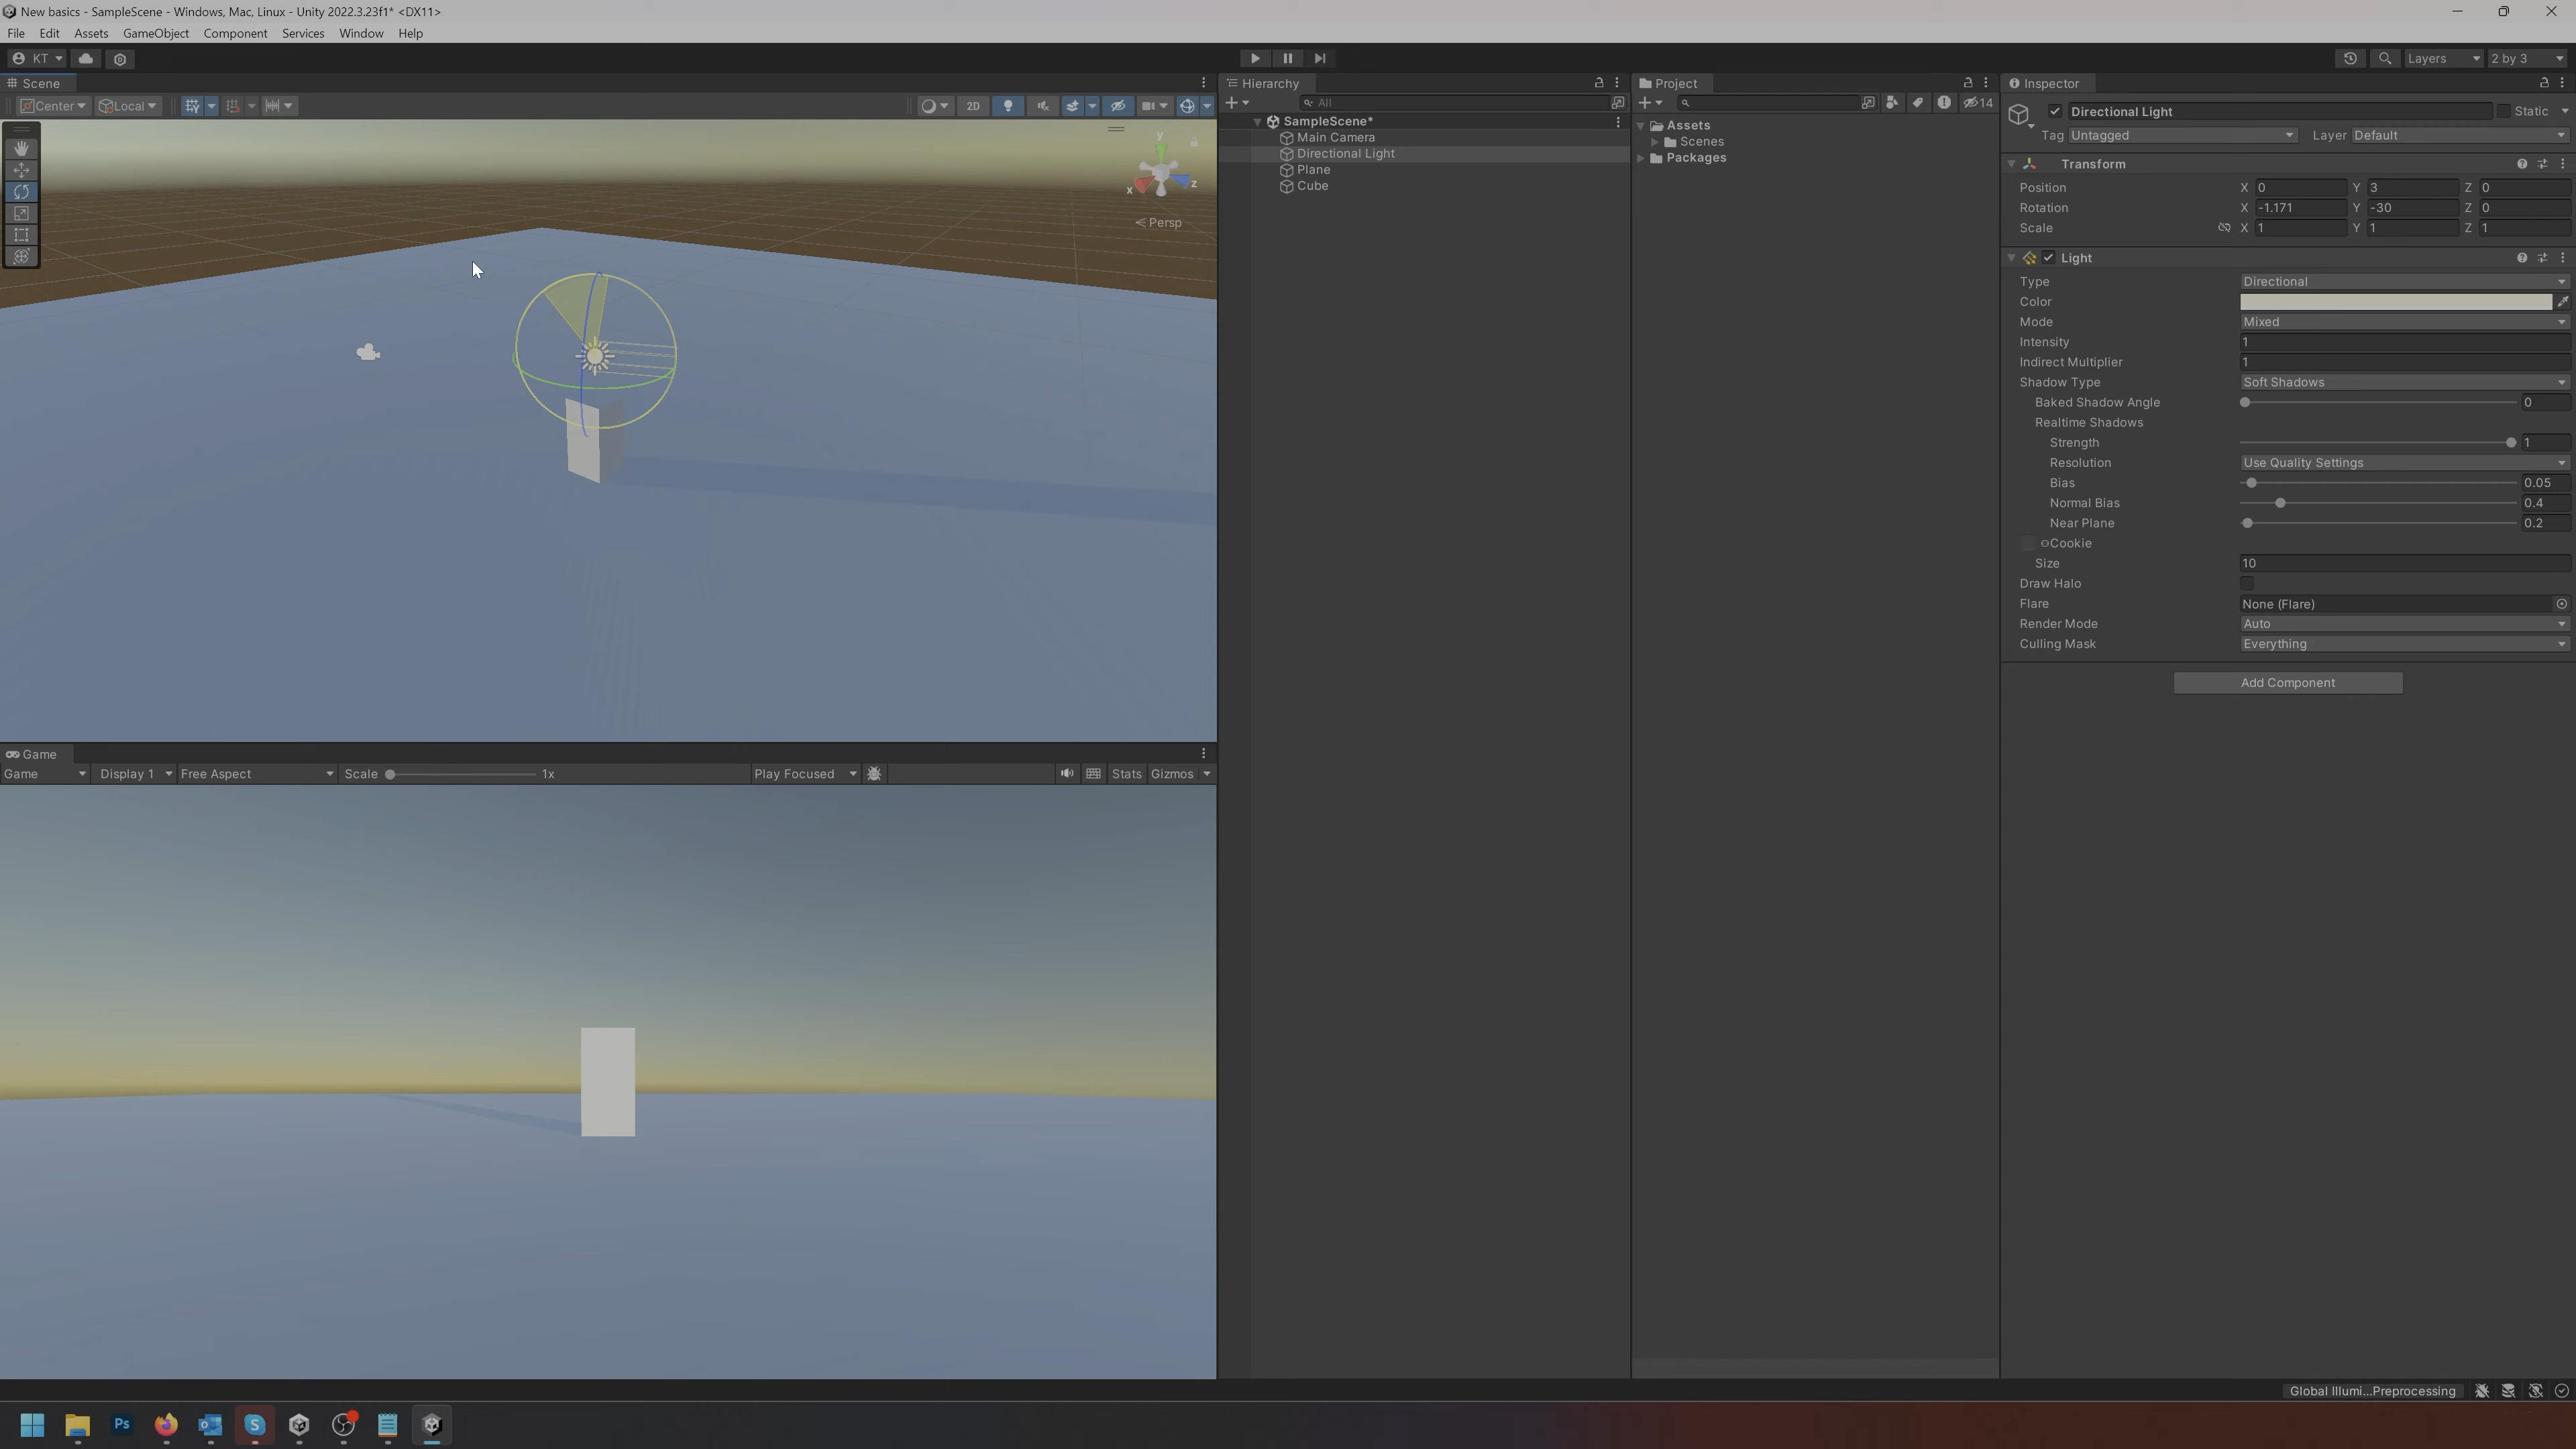 New basics - SampleScene - Windows, Mac, Linux - Unity 2022.3.23f1* <DX11>
File Edit Assets GameObject Component Services Window Help
KT Layers 2 by 3
Scene
Center Local 2D
y
x z
Persp
Hierarchy
All
SampleScene*
Main Camera
Directional Light
Plane
Cube
Project
14
Assets
Scenes
Packages
Inspector
Directional Light Static
Tag Untagged Layer Default
Transform
Position X 0 Y 3 Z 0
Rotation X -1.171 Y -30 Z 0
Scale X 1 Y 1 Z 1
Light
Type Directional
Color
Mode Mixed
Intensity 1
Indirect Multiplier 1
Shadow Type Soft Shadows
Baked Shadow Angle 0
Realtime Shadows
Strength 1
Resolution Use Quality Settings
Bias 0.05
Normal Bias 0.4
Near Plane 0.2
Cookie
Size 10
Draw Halo
Flare None (Flare)
Render Mode Auto
Culling Mask Everything
Add Component
Game
Game Display 1 Free Aspect Scale 1x Play Focused Stats Gizmos
Global Illumi...Preprocessing
Ps